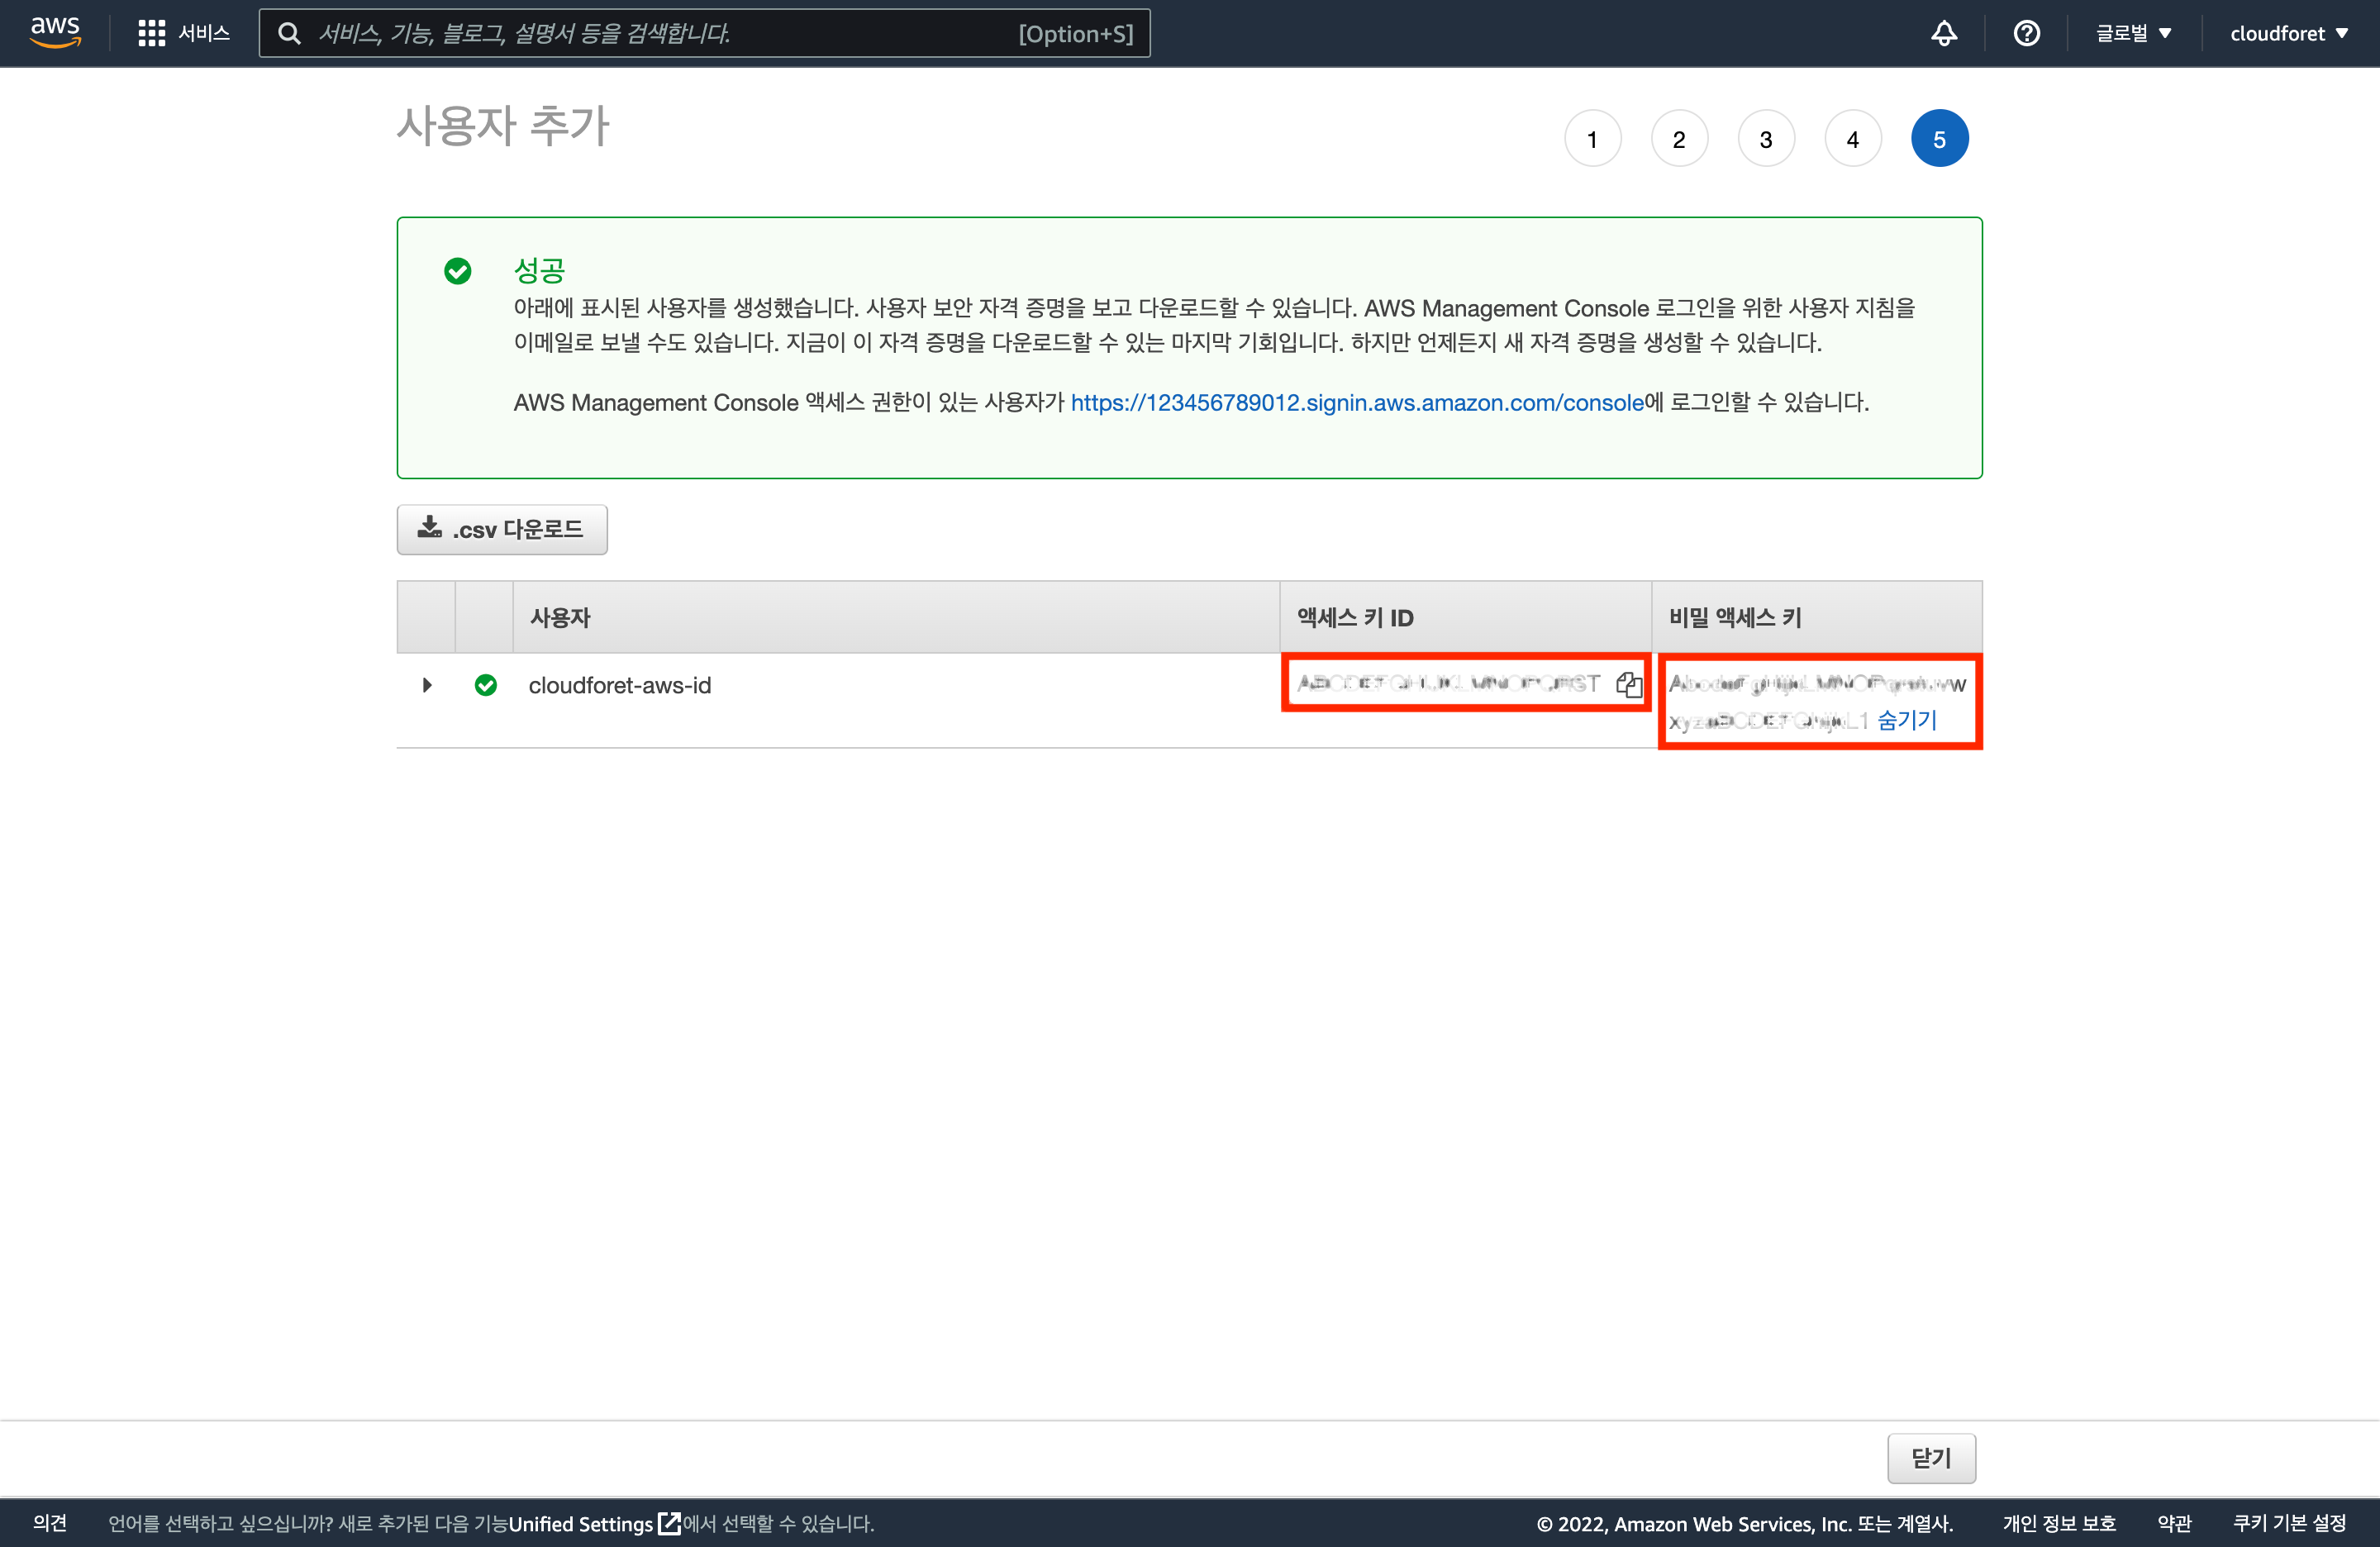 aws 서비스 서비스, 기능, 블로그, 설명서 등을 검색합니다. [Option+S] 글로벌 cloudforet
사용자 추가
1 2 3 4 5
성공
아래에 표시된 사용자를 생성했습니다. 사용자 보안 자격 증명을 보고 다운로드할 수 있습니다. AWS Management Console 로그인을 위한 사용자 지침을
이메일로 보낼 수도 있습니다. 지금이 이 자격 증명을 다운로드할 수 있는 마지막 기회입니다. 하지만 언제든지 새 자격 증명을 생성할 수 있습니다.
AWS Management Console 액세스 권한이 있는 사용자가 https://123456789012.signin.aws.amazon.com/console에 로그인할 수 있습니다.
.csv 다운로드
사용자 액세스 키 ID 비밀 액세스 키
cloudforet-aws-id
숨기기
닫기
의견 언어를 선택하고 싶으십니까? 새로 추가된 다음 기능Unified Settings에서 선택할 수 있습니다. © 2022, Amazon Web Services, Inc. 또는 계열사. 개인 정보 보호 약관 쿠키 기본 설정